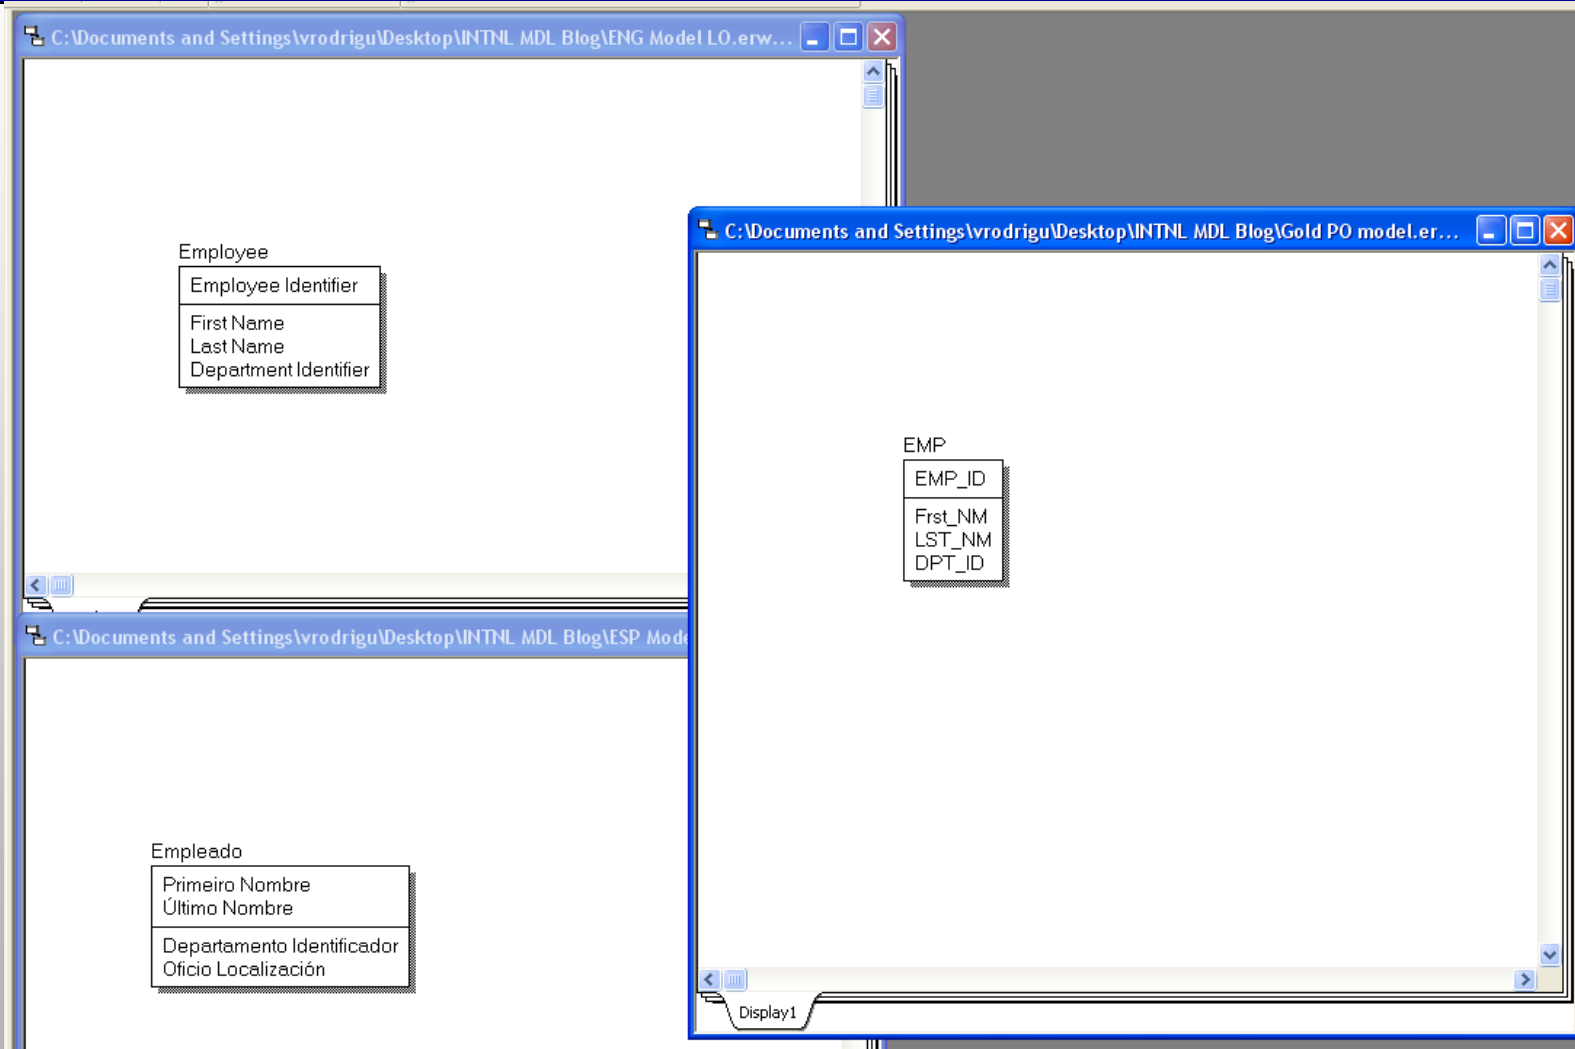 C:\Documents and Settings\vrodrigu\Desktop\INTNL MDL Blog\ENG Model LO.erw...
Employee
Employee Identifier
First Name
Last Name
Department Identifier
C:\Documents and Settings\vrodrigu\Desktop\INTNL MDL Blog\Gold PO model.er...
EMP
EMP_ID
Frst_NM
LST_NM
DPT_ID
Display1
C:\Documents and Settings\vrodrigu\Desktop\INTNL MDL Blog\ESP Mode
Empleado
Primeiro Nombre
Último Nombre
Departamento Identificador
Oficio Localización